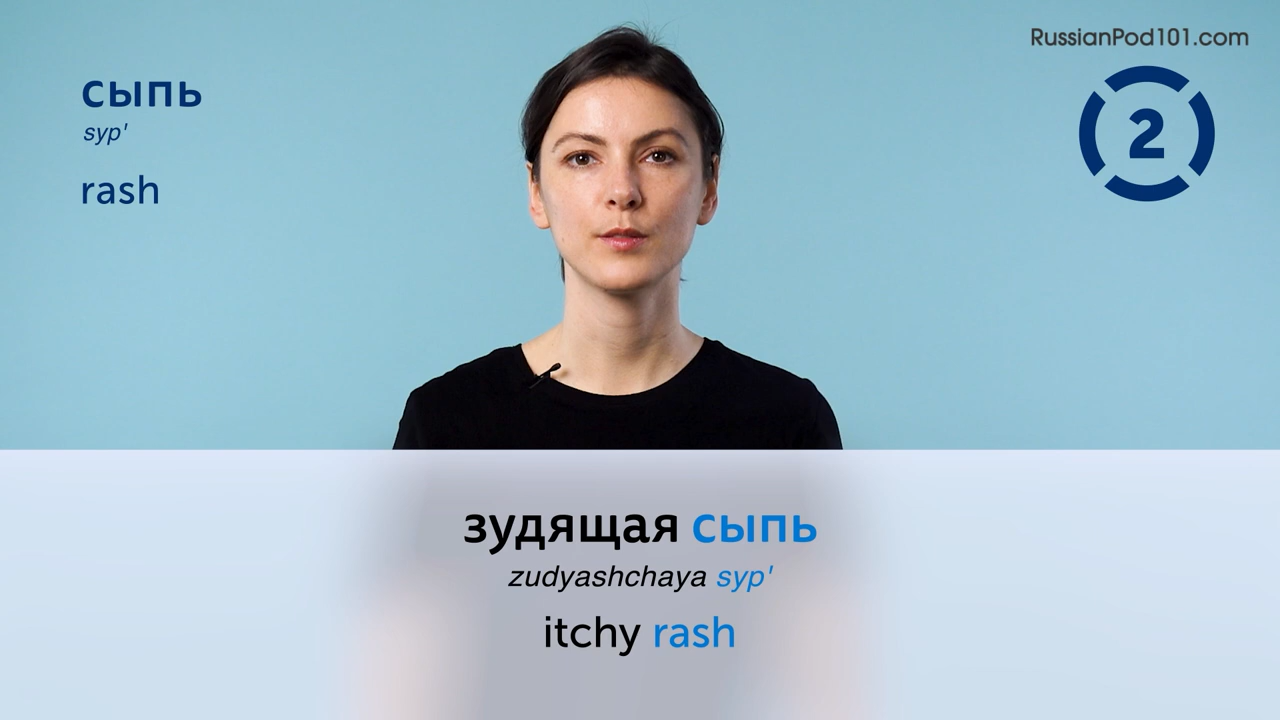 RussianPod101.com
сыпь
syp'
rash
2
зудящая сыпь
zudyashchaya syp'
itchy rash